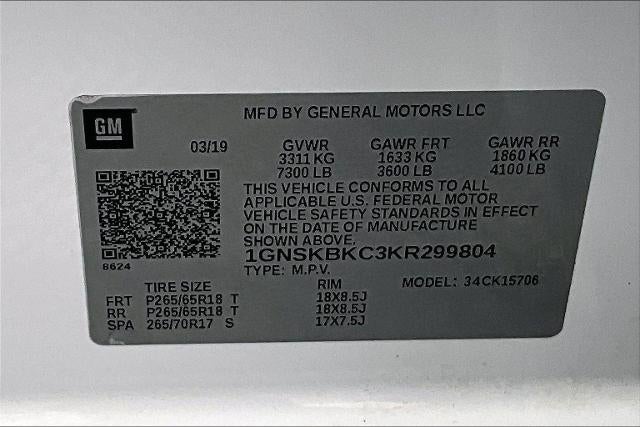 GM
MFD BY GENERAL MOTORS LLC
03/19 GVWR GAWR FRT GAWR RR
3311 KG 1633 KG 1860 KG
7300 LB 3600 LB 4100 LB
THIS VEHICLE CONFORMS TO ALL
APPLICABLE U.S. FEDERAL MOTOR
VEHICLE SAFETY STANDARDS IN EFFECT
ON THE DATE OF MANUFACTURE
SHOWN ABOVE.
8624
1GNSKBKC3KR299804
TYPE: M.P.V. MODEL: 34CK15706
TIRE SIZE RIM
FRT P265/65R18 T 18X8.5J
RR P265/65R18 T 18X8.5J
SPA 265/70R17 S 17X7.5J